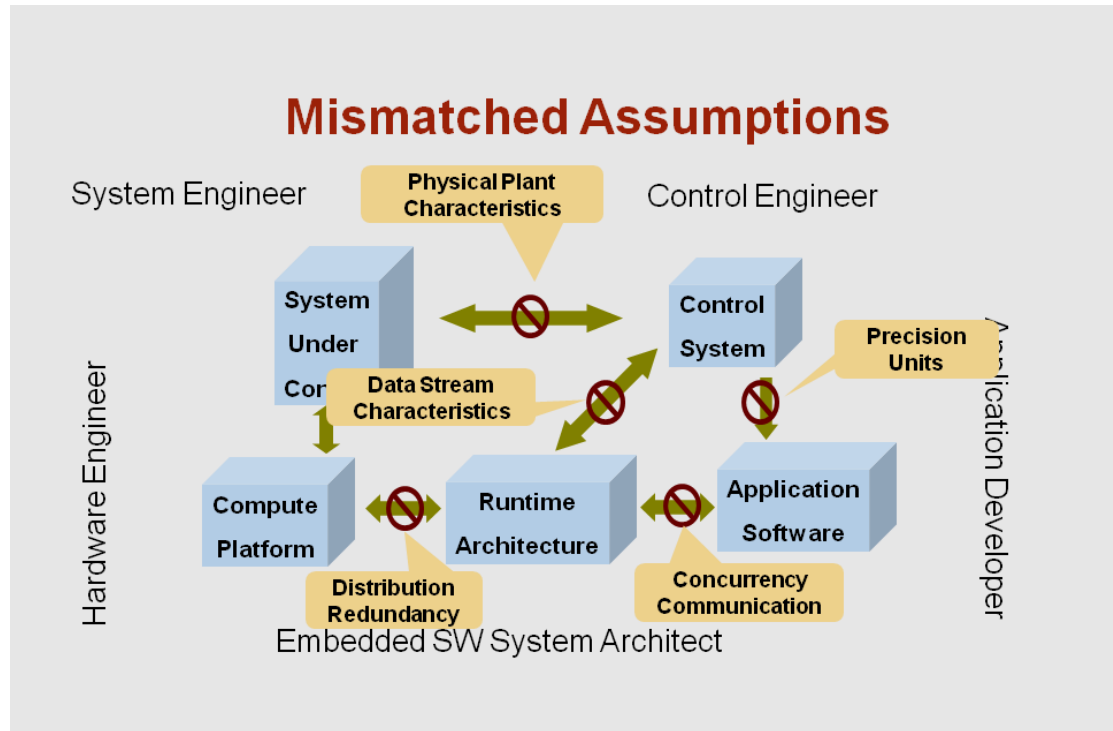 Mismatched Assumptions
System Engineer
Physical Plant
Characteristics
Control Engineer
System
Under
Control
System
Precision
Units
Data Stream
Characteristics
Hardware Engineer
Application Developer
Compute
Platform
Runtime
Architecture
Application
Software
Distribution
Redundancy
Concurrency
Communication
Embedded SW System Architect